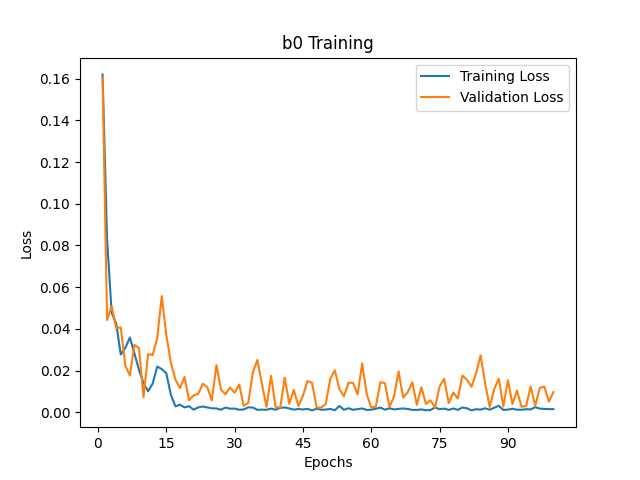 b0 Training
Training Loss
Validation Loss
0.16
0.14
0.12
0.10
0.08
0.06
0.04
0.02
0.00
Loss
0 15 30 45 60 75 90
Epochs